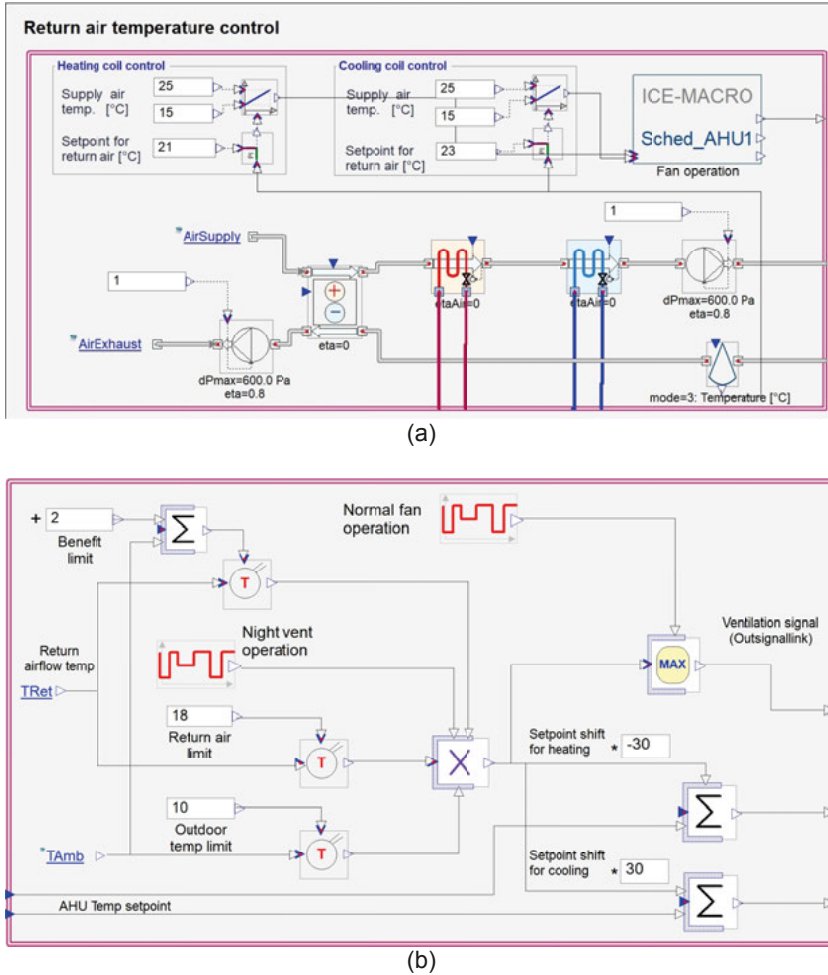 Return air temperature control
Heating coil control
Supply air
temp. [°C]
25
15
Setpoint for
return air [°C]
21
Cooling coil control
Supply air
temp. [°C]
25
15
Setpoint for
return air [°C]
23
ICE-MACRO
Sched_AHU1
Fan operation
AirSupply
1
AirExhaust
dPmax=600.0 Pa
eta=0.8
eta=0
etaAir=0
etaAir=0
1
dPmax=600.0 Pa
eta=0.8
mode=3: Temperature [°C]
(a)
+ 2
Benefit
limit
Σ
T
Normal fan
operation
Night vent
operation
Return
airflow temp
TRet
18
Return air
limit
T
10
Outdoor
temp limit
T
TAmb
X
MAX
Ventilation signal
(Outsignallink)
Setpoint shift
for heating * -30
Σ
Setpoint shift
for cooling * 30
Σ
AHU Temp setpoint
(b)